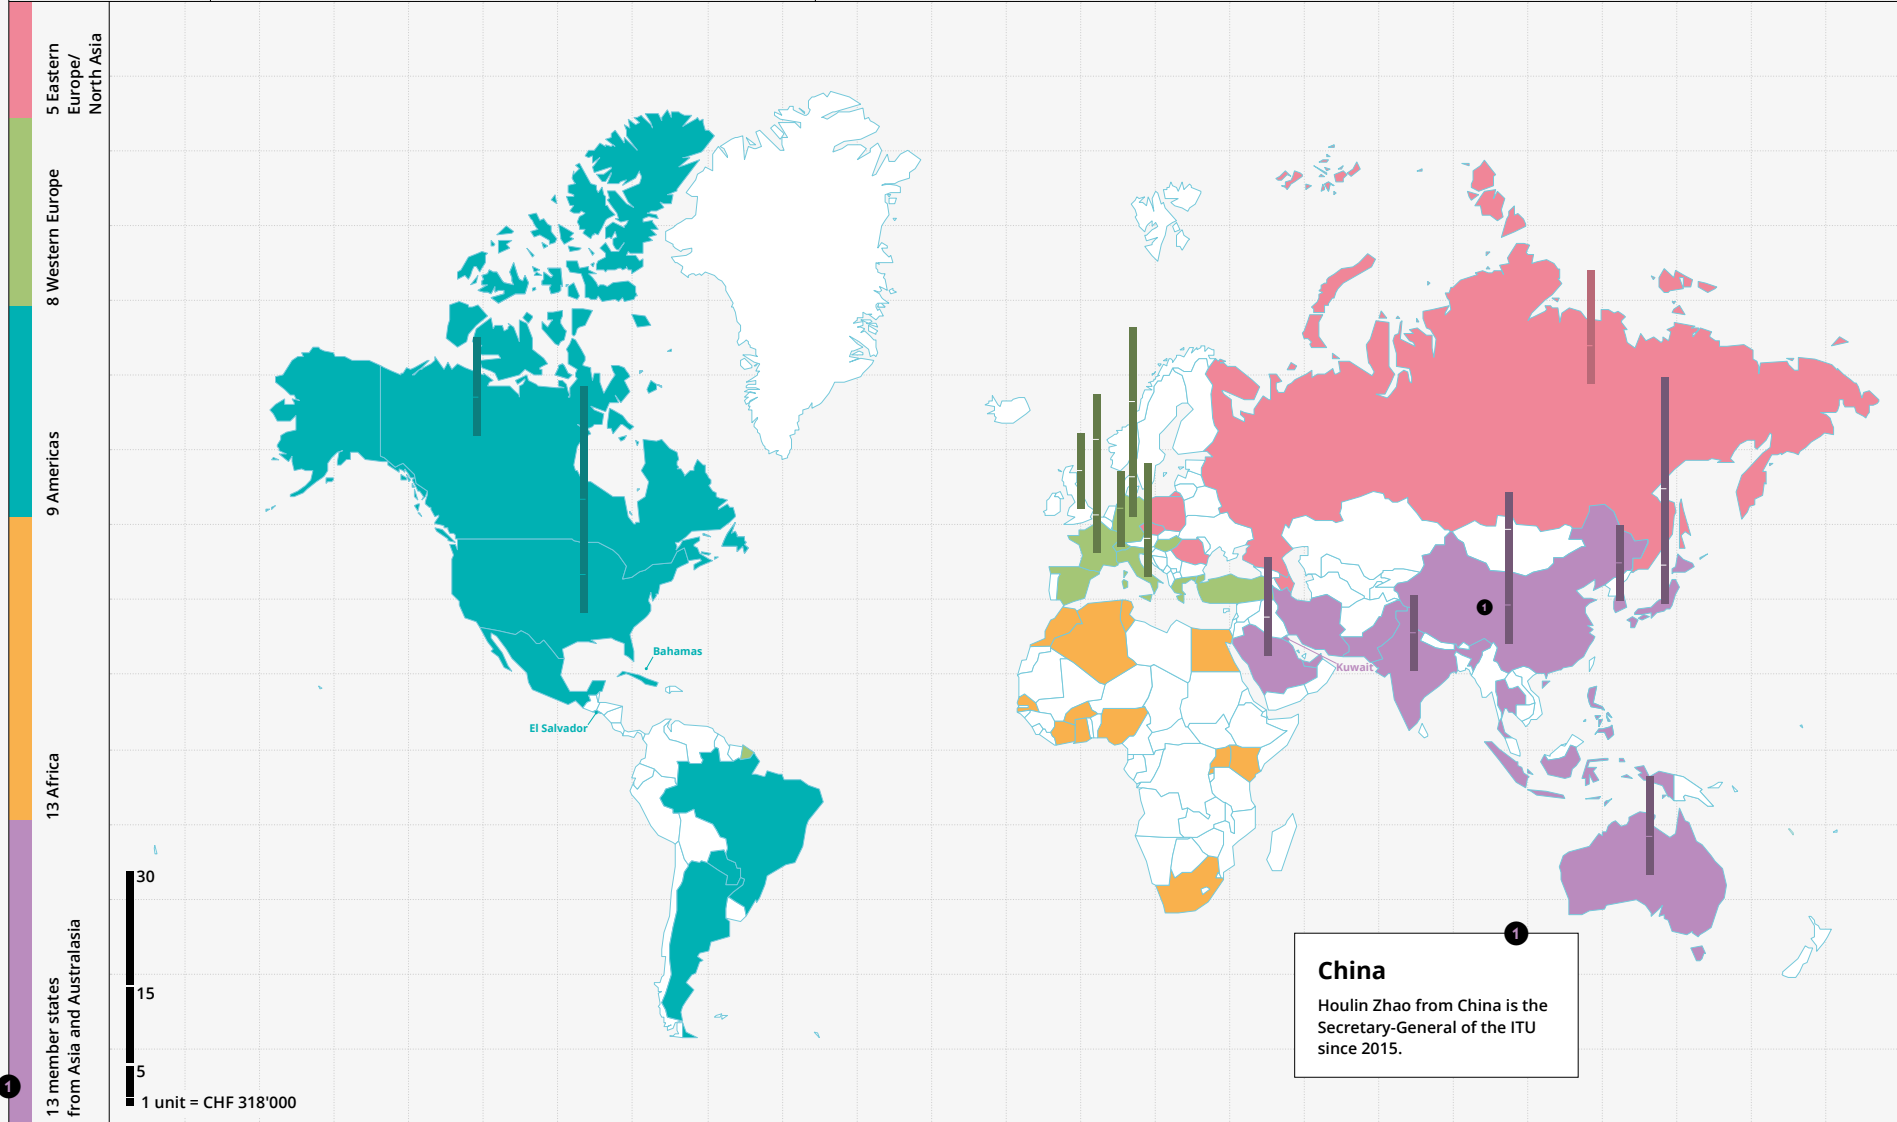 5 Eastern
Europe/
North Asia
8 Western Europe
9 Americas
13 Africa
13 member states
from Asia and Australasia
1
30
15
5
1 unit = CHF 318'000
Bahamas
El Salvador
Kuwait
1
1
China
Houlin Zhao from China is the
Secretary-General of the ITU
since 2015.